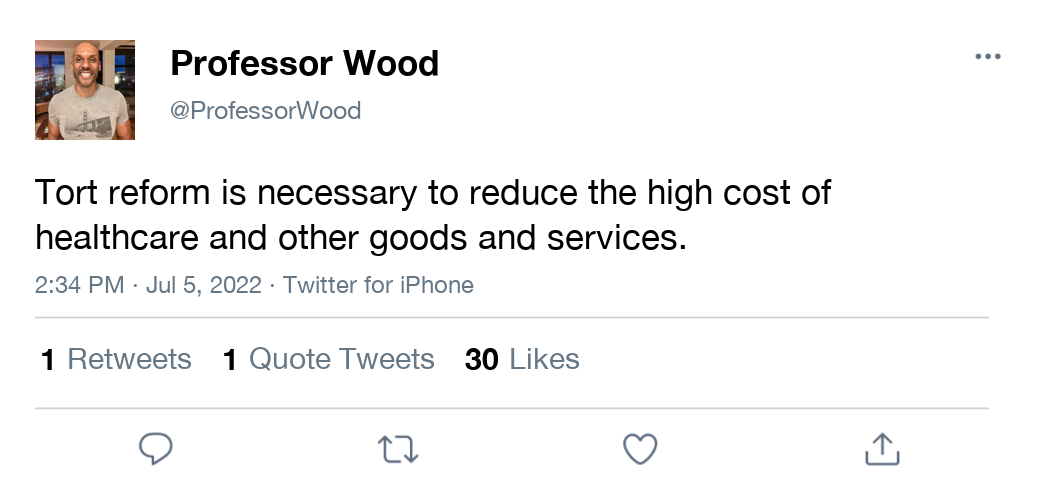 Professor Wood
@ProfessorWood
Tort reform is necessary to reduce the high cost of
healthcare and other goods and services.
2:34 PM · Jul 5, 2022 · Twitter for iPhone
1 Retweets 1 Quote Tweets 30 Likes